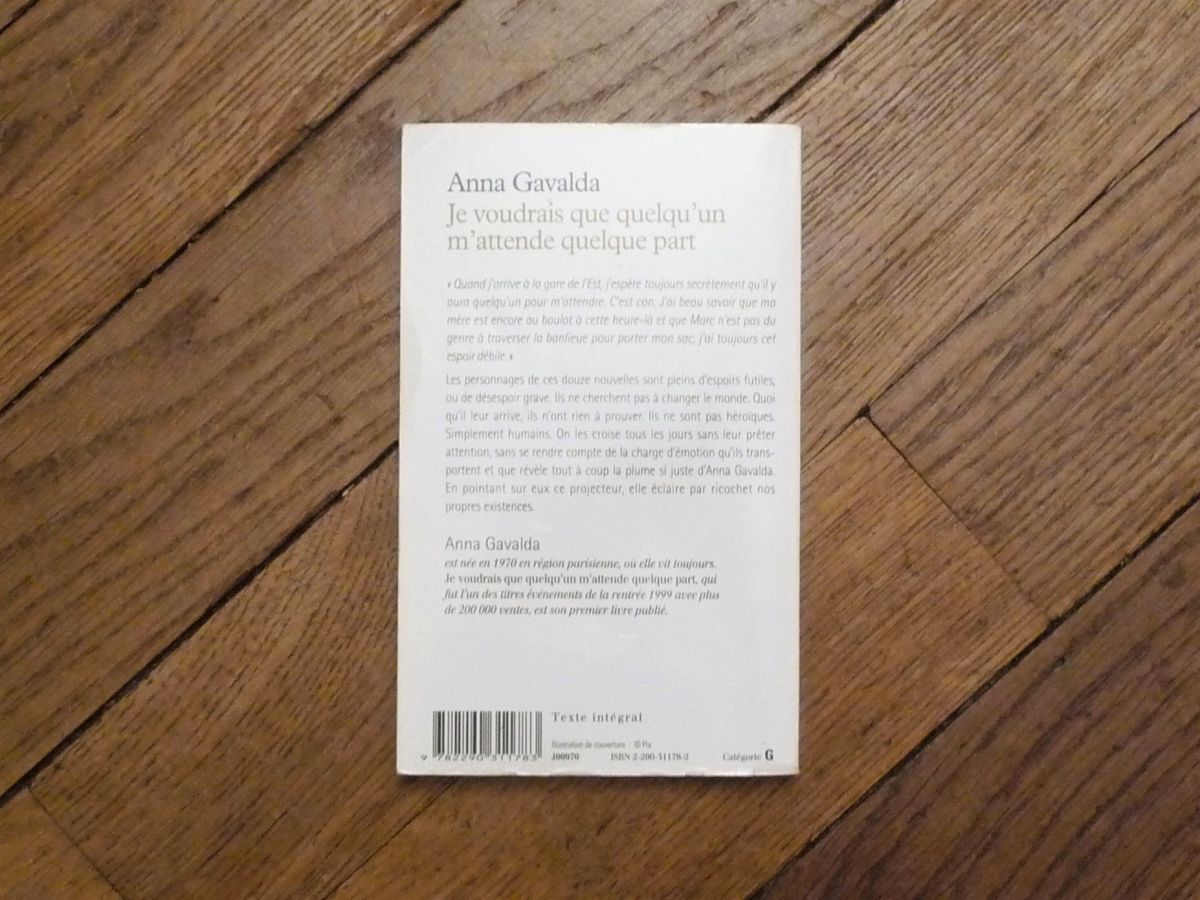 Anna Gavalda
Je voudrais que quelqu'un
m'attende quelque part
« Quand j'arrive à la gare de l'Est, j'espère toujours secrètement qu'il y
aura quelqu'un pour m'attendre. C'est con. J'ai beau savoir que ma
mère est encore au boulot à cette heure-là et que Marc n'est pas du
genre à traverser la banlieue pour porter mon sac, j'ai toujours cet
espoir débile. »
Les personnages de ces douze nouvelles sont pleins d'espoirs futiles,
ou de désespoir grave. Ils ne cherchent pas à changer le monde. Quoi
qu'il leur arrive, ils n'ont rien à prouver. Ils ne sont pas héroïques.
Simplement humains. On les croise tous les jours sans leur prêter
attention, sans se rendre compte de la charge d'émotion qu'ils trans-
portent et que révèle tout à coup la plume si juste d'Anna Gavalda.
En pointant sur eux ce projecteur, elle éclaire par ricochet nos
propres existences.
Anna Gavalda
est née en 1970 en région parisienne, où elle vit toujours.
Je voudrais que quelqu'un m'attende quelque part, qui
fut l'un des titres événements de la rentrée 1999 avec plus
de 200 000 ventes, est son premier livre publié.
Texte intégral
Illustration de couverture : © Pix
9 782290 311783 J00970 ISBN 2-290-31178-2 Catégorie G